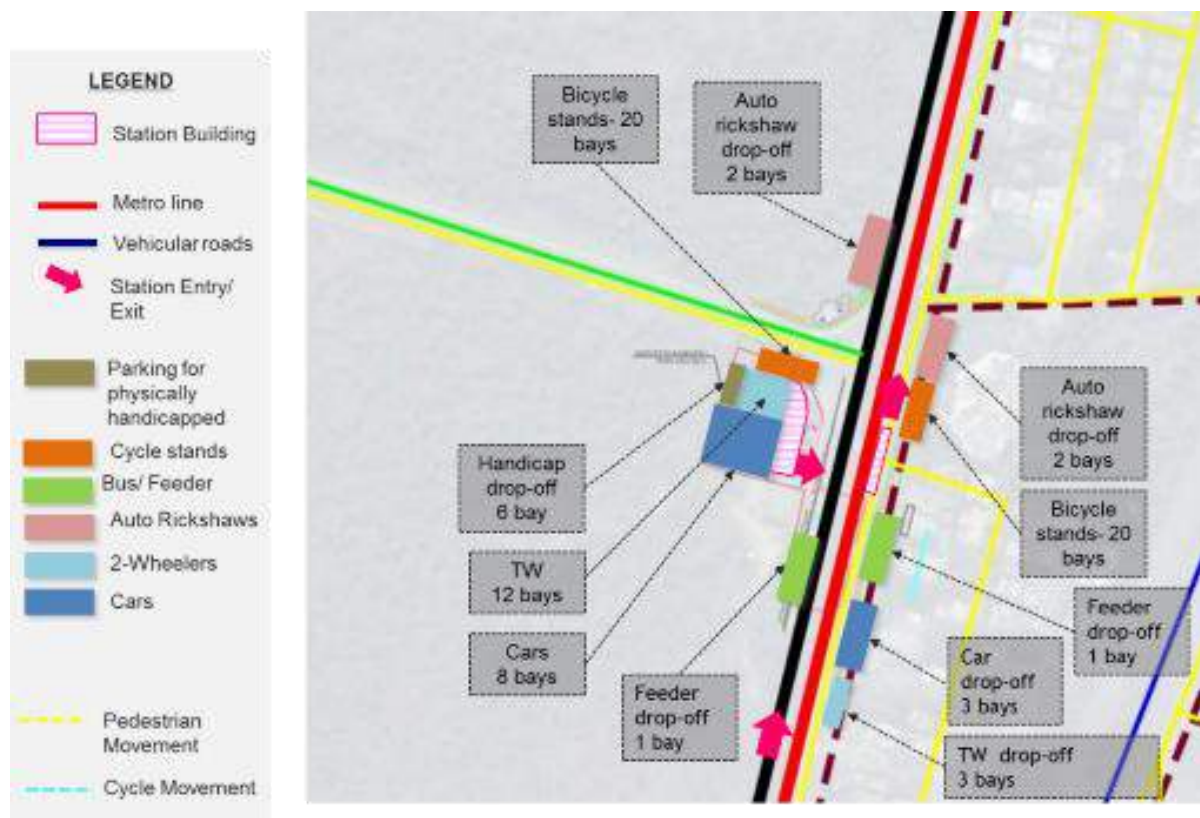 LEGEND
Station Building
Metro line
Vehicular roads
Station Entry/
Exit
Parking for
physically
handicapped
Cycle stands
Bus/ Feeder
Auto Rickshaws
2-Wheelers
Cars
Pedestrian
Movement
Cycle Movement
Bicycle
stands- 20
bays
Auto
rickshaw
drop-off
2 bays
Handicap
drop-off
6 bay
TW
12 bays
Cars
8 bays
Feeder
drop-off
1 bay
Auto
rickshaw
drop-off
2 bays
Bicycle
stands- 20
bays
Feeder
drop-off
1 bay
Car
drop-off
3 bays
TW drop-off
3 bays